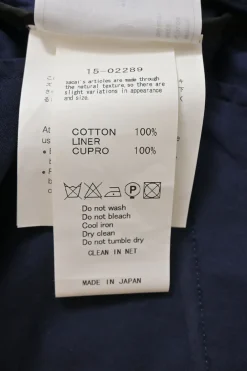 15-02289
sacai's articles are made through
the natural texture, so there are
slight variations in appearance
and size.
COTTON 100%
LINER
CUPRO 100%
Do not wash
Do not bleach
Cool iron
Dry clean
Do not tumble dry
CLEAN IN NET
MADE IN JAPAN